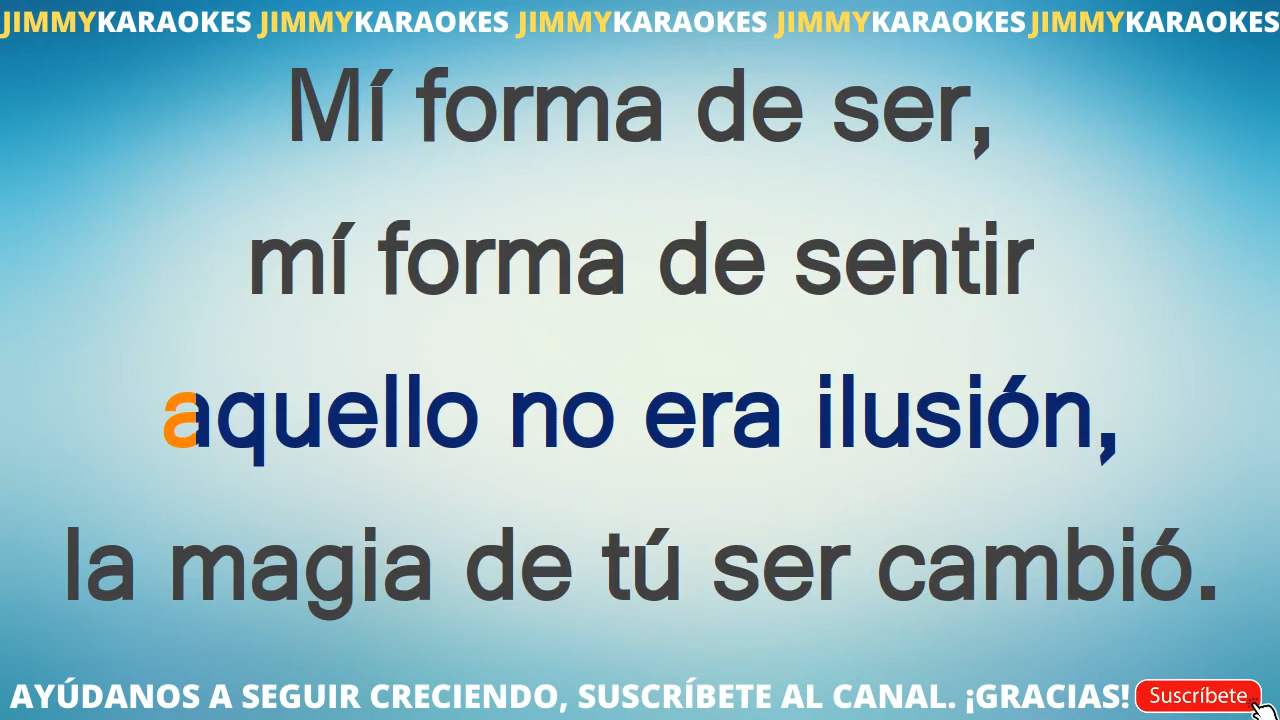 JIMMYKARAOKES JIMMYKARAOKES JIMMYKARAOKES JIMMYKARAOKES JIMMYKARAOKES
Mí forma de ser,
mí forma de sentir
aquello no era ilusión,
la magia de tú ser cambió.
AYÚDANOS A SEGUIR CRECIENDO, SUSCRÍBETE AL CANAL. ¡GRACIAS! Suscríbete